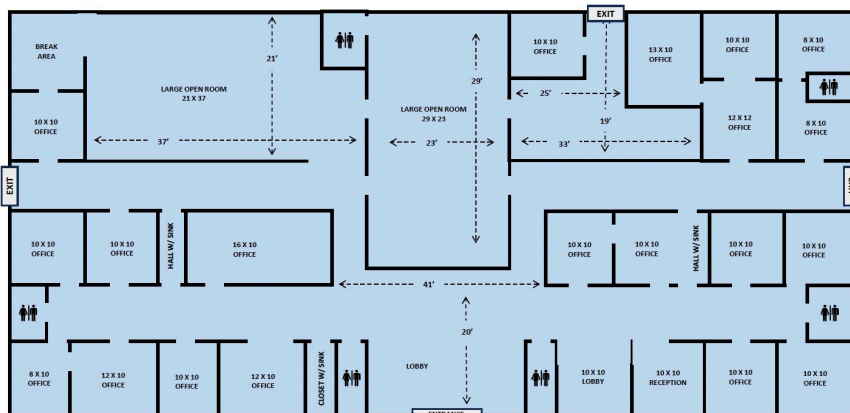 EXIT
BREAK
AREA
21'
LARGE OPEN ROOM
21 X 37
10 X 10
OFFICE
37'
29'
LARGE OPEN ROOM
29 X 23
23'
10 X 10
OFFICE
25'
19'
33'
13 X 10
OFFICE
10 X 10
OFFICE
8 X 10
OFFICE
12 X 12
OFFICE
8 X 10
OFFICE
EXIT
10 X 10
OFFICE
10 X 10
OFFICE
HALL W/ SINK
16 X 10
OFFICE
10 X 10
OFFICE
10 X 10
OFFICE
HALL W/ SINK
10 X 10
OFFICE
10 X 10
OFFICE
41'
20'
8 X 10
OFFICE
12 X 10
OFFICE
10 X 10
OFFICE
12 X 10
OFFICE
CLOSET W/ SINK
LOBBY
10 X 10
LOBBY
10 X 10
RECEPTION
10 X 10
OFFICE
10 X 10
OFFICE